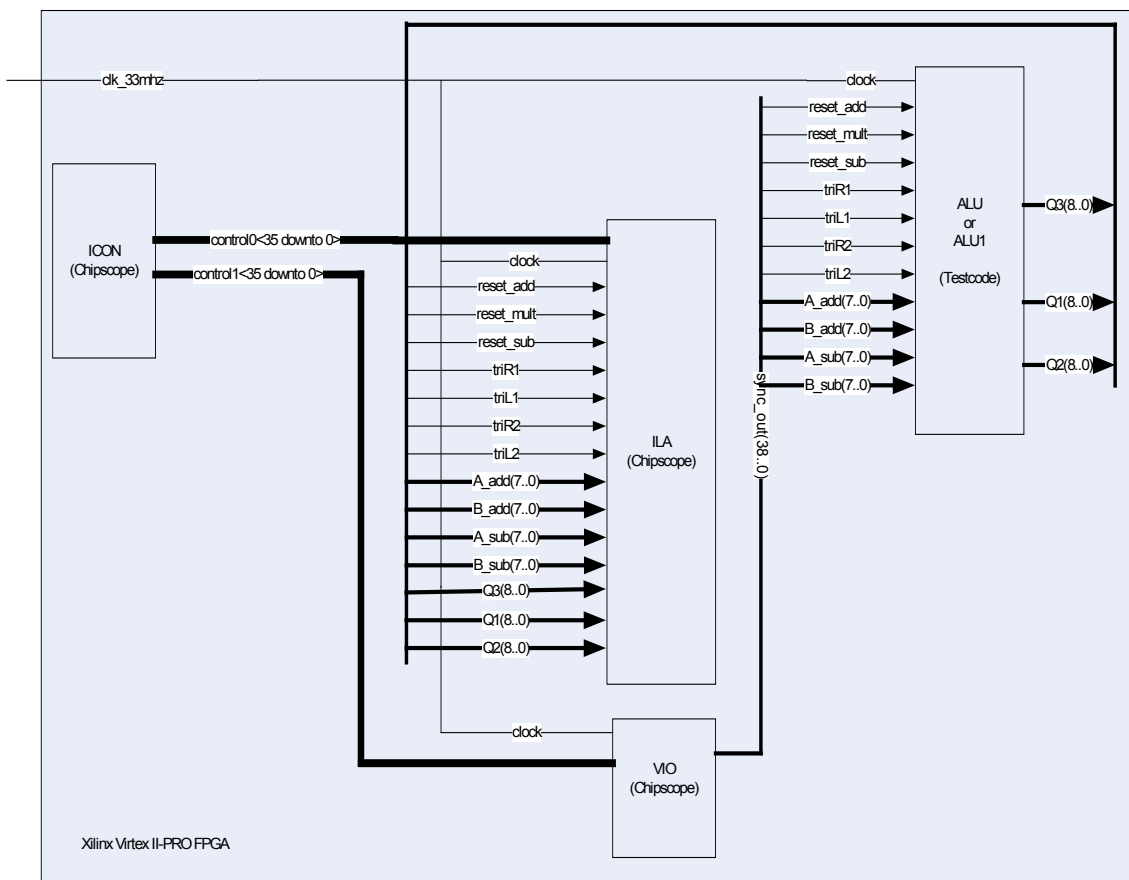 clk_33mhz
clock
reset_add
reset_mult
reset_sub
triR1
triL1
triR2
triL2
A_add(7..0)
B_add(7..0)
A_sub(7..0)
B_sub(7..0)
ALU
or
ALU1
(Testcode)
Q3(8..0)
Q1(8..0)
Q2(8..0)
ICON
(Chipscope)
control0<35 downto 0>
control1<35 downto 0>
clock
reset_add
reset_mult
reset_sub
triR1
triL1
triR2
triL2
A_add(7..0)
B_add(7..0)
A_sub(7..0)
B_sub(7..0)
Q3(8..0)
Q1(8..0)
Q2(8..0)
ILA
(Chipscope)
sync_out(38..0)
clock
VIO
(Chipscope)
Xilinx Virtex II-PRO FPGA